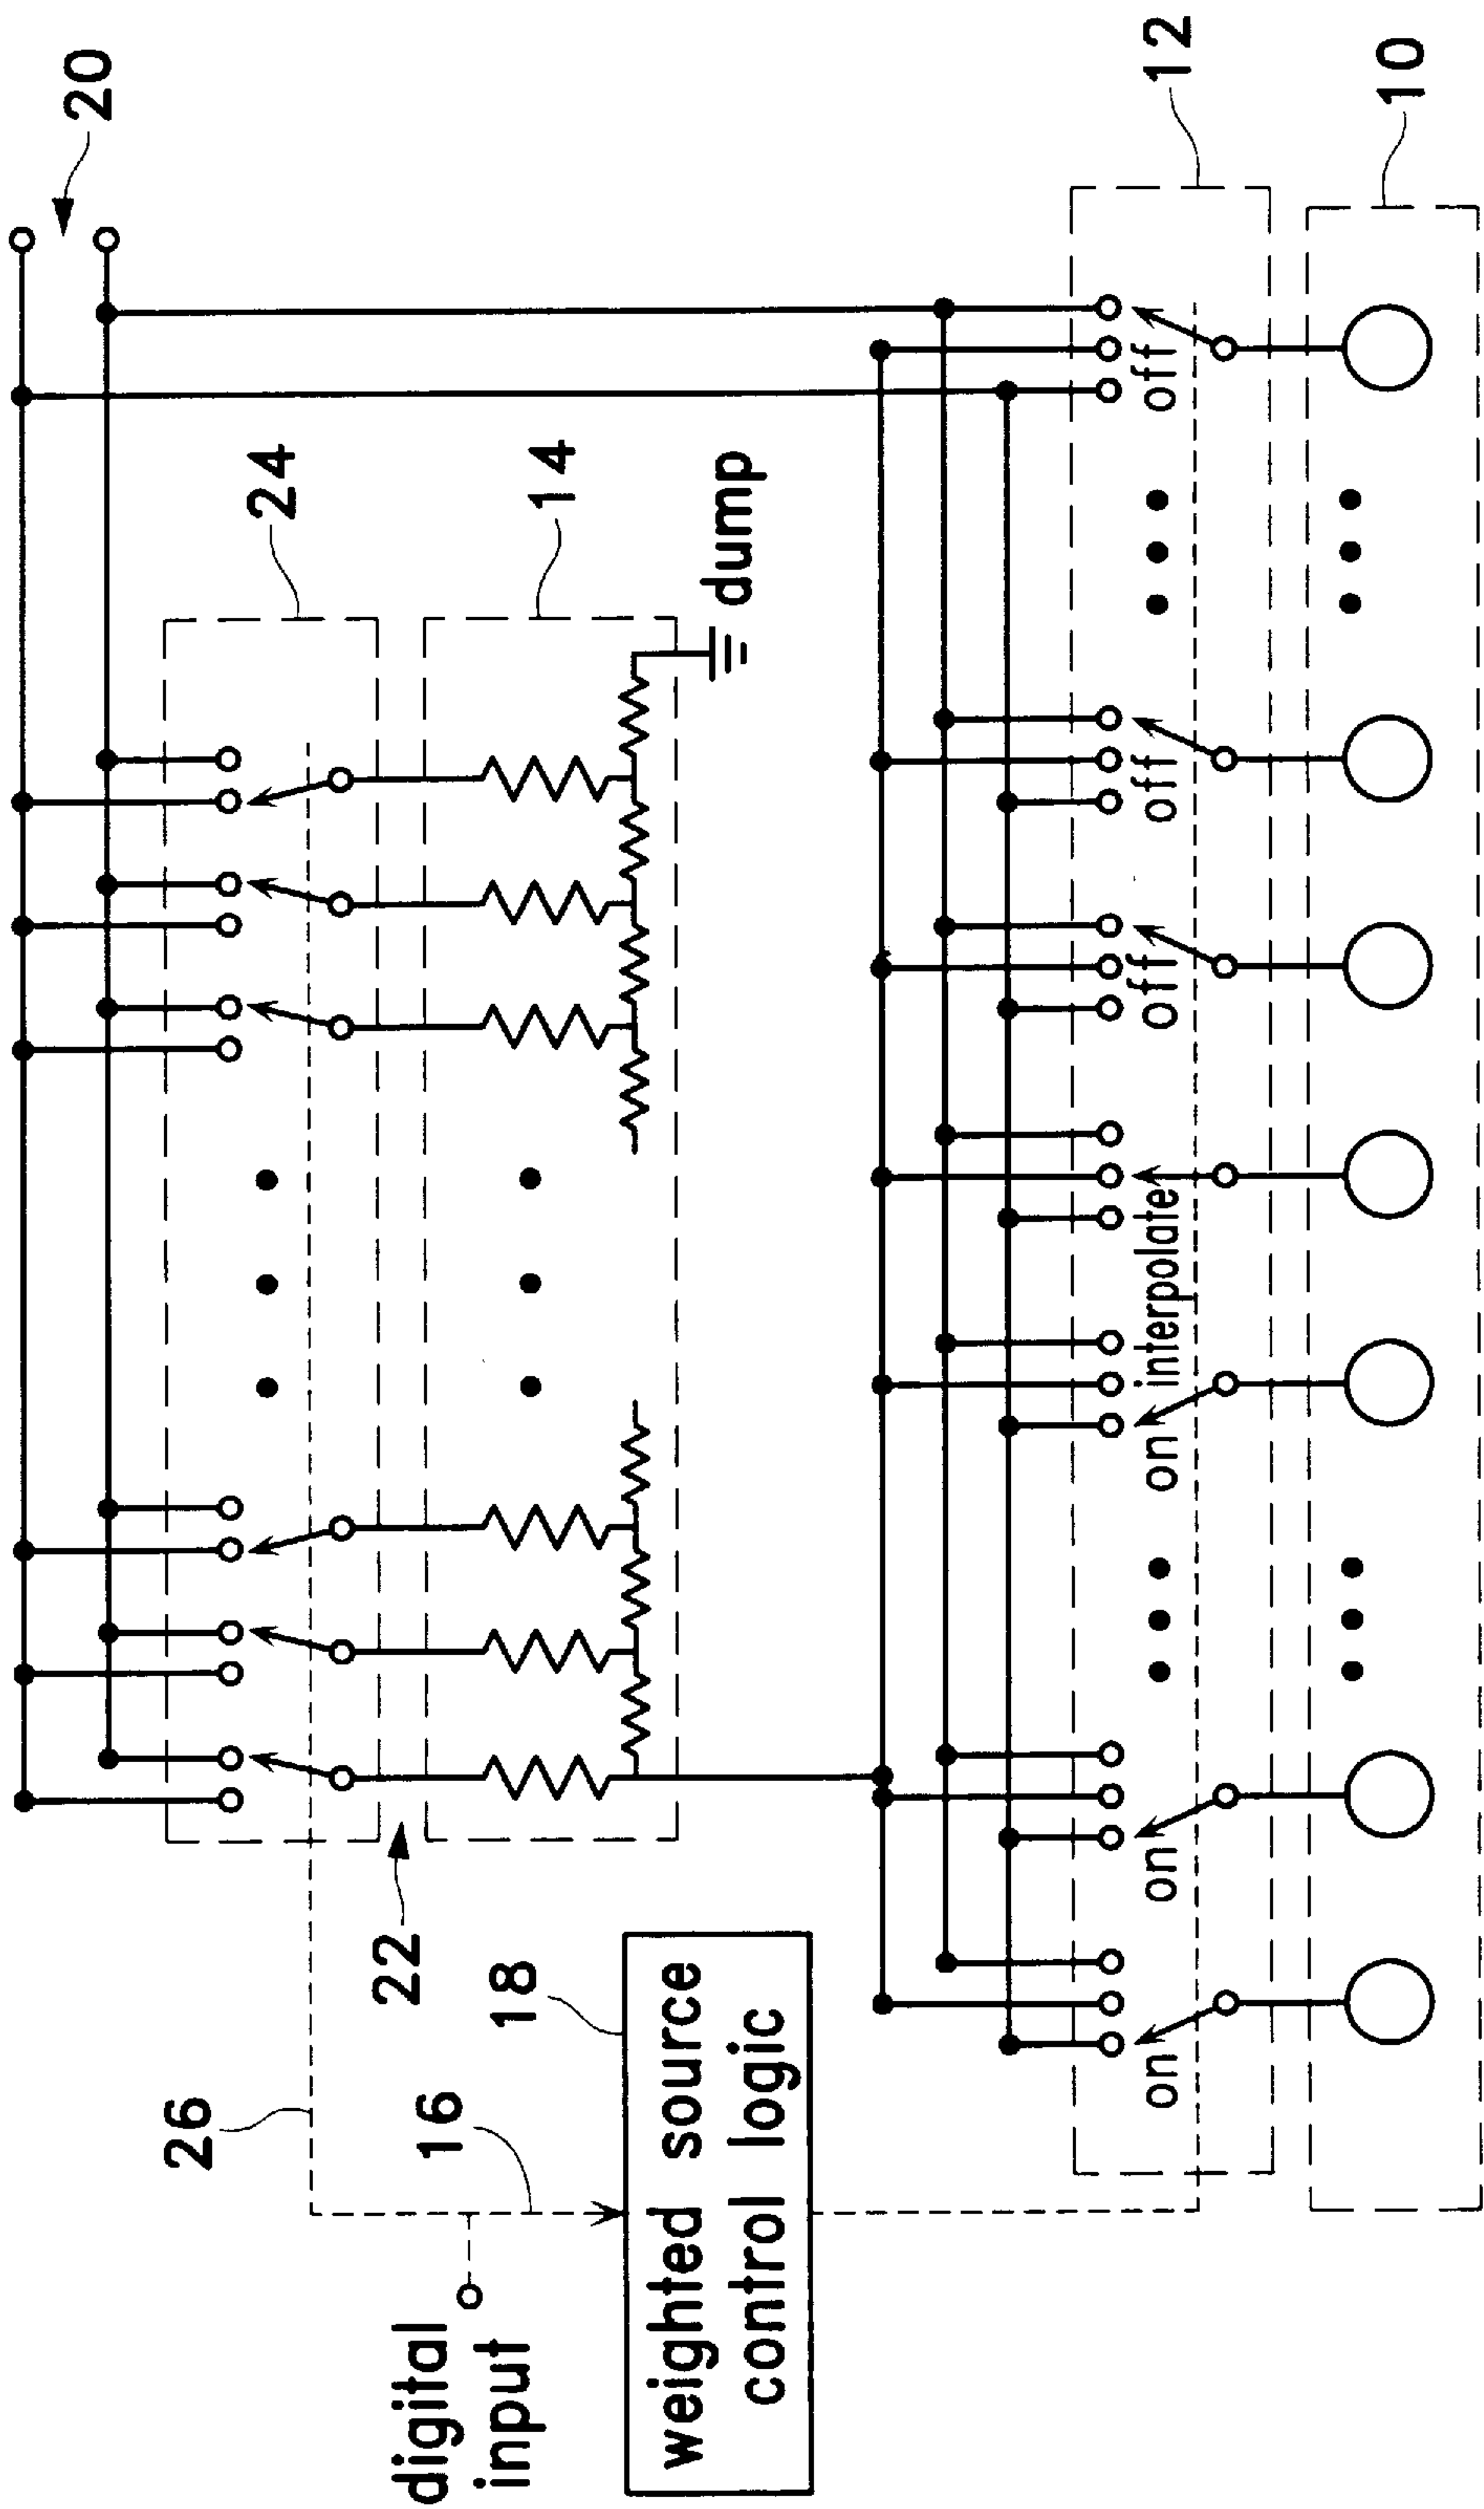 20
24
14
dump
12
10
26
22
16
18
digital
input
weighted source
control logic
on
on
on
interpolate
off
off
off